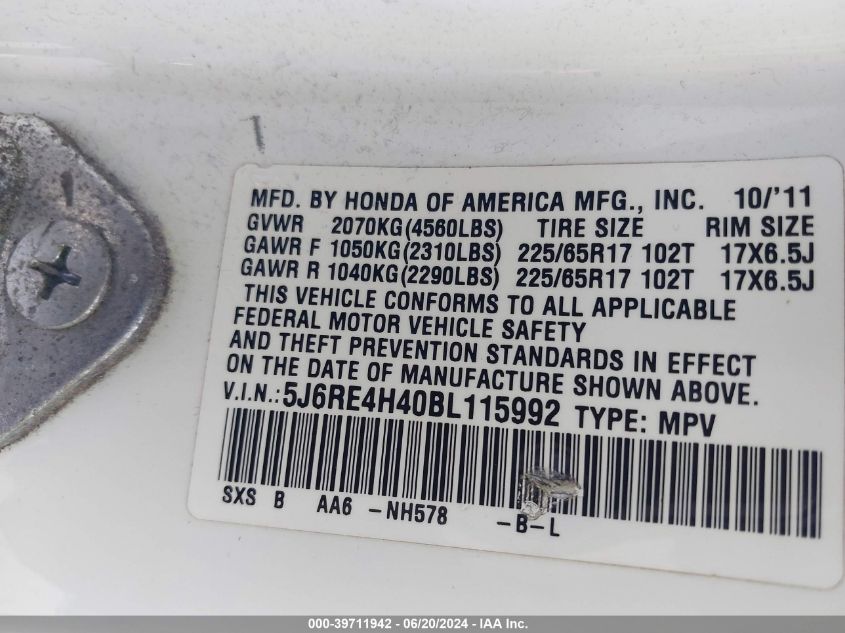 MFD. BY HONDA OF AMERICA MFG., INC. 10/'11
GVWR 2070KG(4560LBS) TIRE SIZE RIM SIZE
GAWR F 1050KG(2310LBS) 225/65R17 102T 17X6.5J
GAWR R 1040KG(2290LBS) 225/65R17 102T 17X6.5J
THIS VEHICLE CONFORMS TO ALL APPLICABLE
FEDERAL MOTOR VEHICLE SAFETY
AND THEFT PREVENTION STANDARDS IN EFFECT
ON THE DATE OF MANUFACTURE SHOWN ABOVE.
V.I.N.:5J6RE4H40BL115992 TYPE: MPV
SXS B AA6 -NH578 -B-L
000-39711942 - 06/20/2024 - IAA Inc.